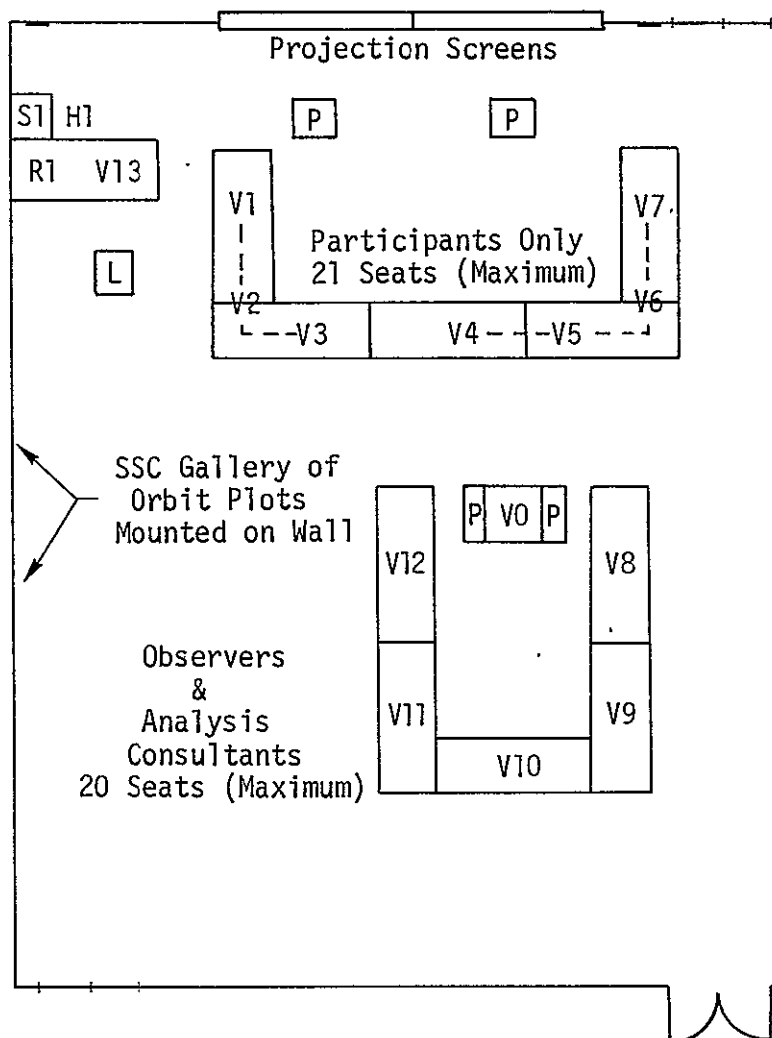 Projection Screens
S1 H1
P P
R1 V13
V1 V7
Participants Only
21 Seats (Maximum)
L
V2 V6
V3 V4 V5
SSC Gallery of
Orbit Plots
Mounted on Wall
P V0 P
V12 V8
Observers
&
Analysis
Consultants
20 Seats (Maximum)
V11 V9
V10